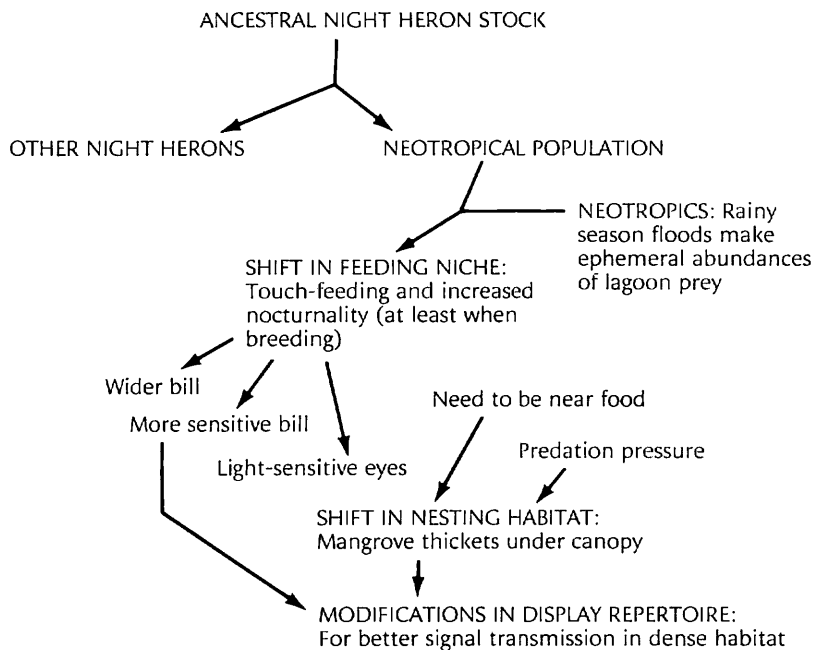 ANCESTRAL NIGHT HERON STOCK
OTHER NIGHT HERONS
NEOTROPICAL POPULATION
NEOTROPICS: Rainy
season floods make
ephemeral abundances
of lagoon prey
SHIFT IN FEEDING NICHE:
Touch-feeding and increased
nocturnality (at least when
breeding)
Wider bill
More sensitive bill
Light-sensitive eyes
Need to be near food
Predation pressure
SHIFT IN NESTING HABITAT:
Mangrove thickets under canopy
MODIFICATIONS IN DISPLAY REPERTOIRE:
For better signal transmission in dense habitat